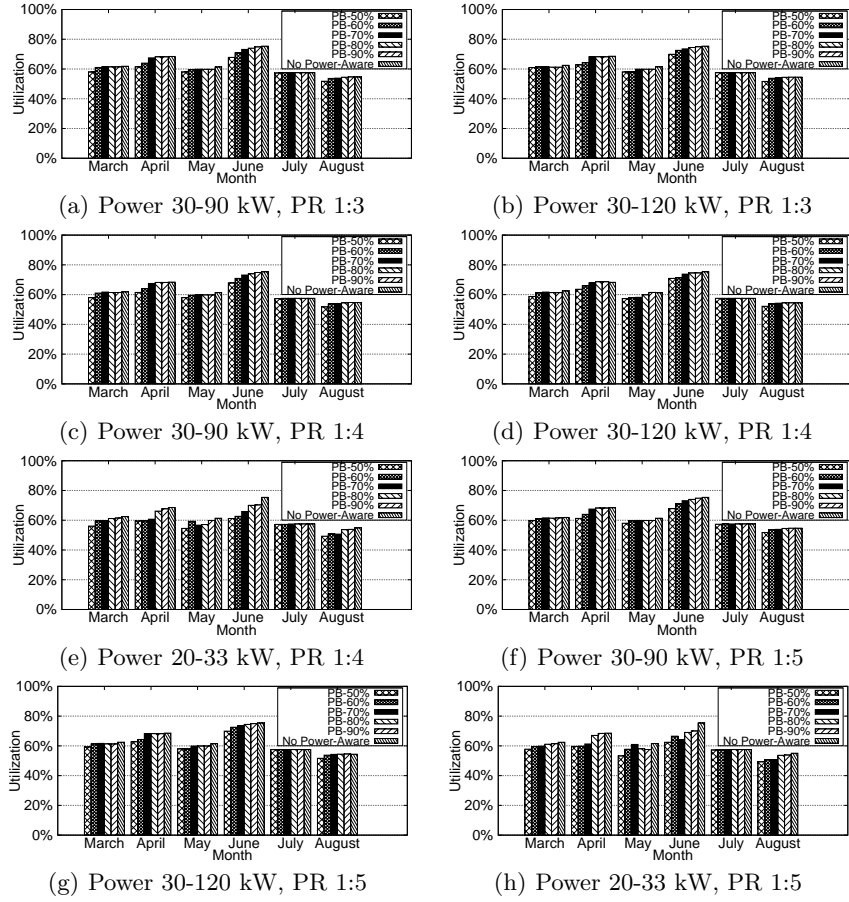 100%
80%
60%
40%
20%
0%
Utilization
March April May June July August
Month
PB-50%
PB-60%
PB-70%
PB-80%
PB-90%
No Power-Aware
(a) Power 30-90 kW, PR 1:3
100%
80%
60%
40%
20%
0%
Utilization
March April May June July August
Month
PB-50%
PB-60%
PB-70%
PB-80%
PB-90%
No Power-Aware
(b) Power 30-120 kW, PR 1:3
100%
80%
60%
40%
20%
0%
Utilization
March April May June July August
Month
PB-50%
PB-60%
PB-70%
PB-80%
PB-90%
No Power-Aware
(c) Power 30-90 kW, PR 1:4
100%
80%
60%
40%
20%
0%
Utilization
March April May June July August
Month
PB-50%
PB-60%
PB-70%
PB-80%
PB-90%
No Power-Aware
(d) Power 30-120 kW, PR 1:4
100%
80%
60%
40%
20%
0%
Utilization
March April May June July August
Month
PB-50%
PB-60%
PB-70%
PB-80%
PB-90%
No Power-Aware
(e) Power 20-33 kW, PR 1:4
100%
80%
60%
40%
20%
0%
Utilization
March April May June July August
Month
PB-50%
PB-60%
PB-70%
PB-80%
PB-90%
No Power-Aware
(f) Power 30-90 kW, PR 1:5
100%
80%
60%
40%
20%
0%
Utilization
March April May June July August
Month
PB-50%
PB-60%
PB-70%
PB-80%
PB-90%
No Power-Aware
(g) Power 30-120 kW, PR 1:5
100%
80%
60%
40%
20%
0%
Utilization
March April May June July August
Month
PB-50%
PB-60%
PB-70%
PB-80%
PB-90%
No Power-Aware
(h) Power 20-33 kW, PR 1:5